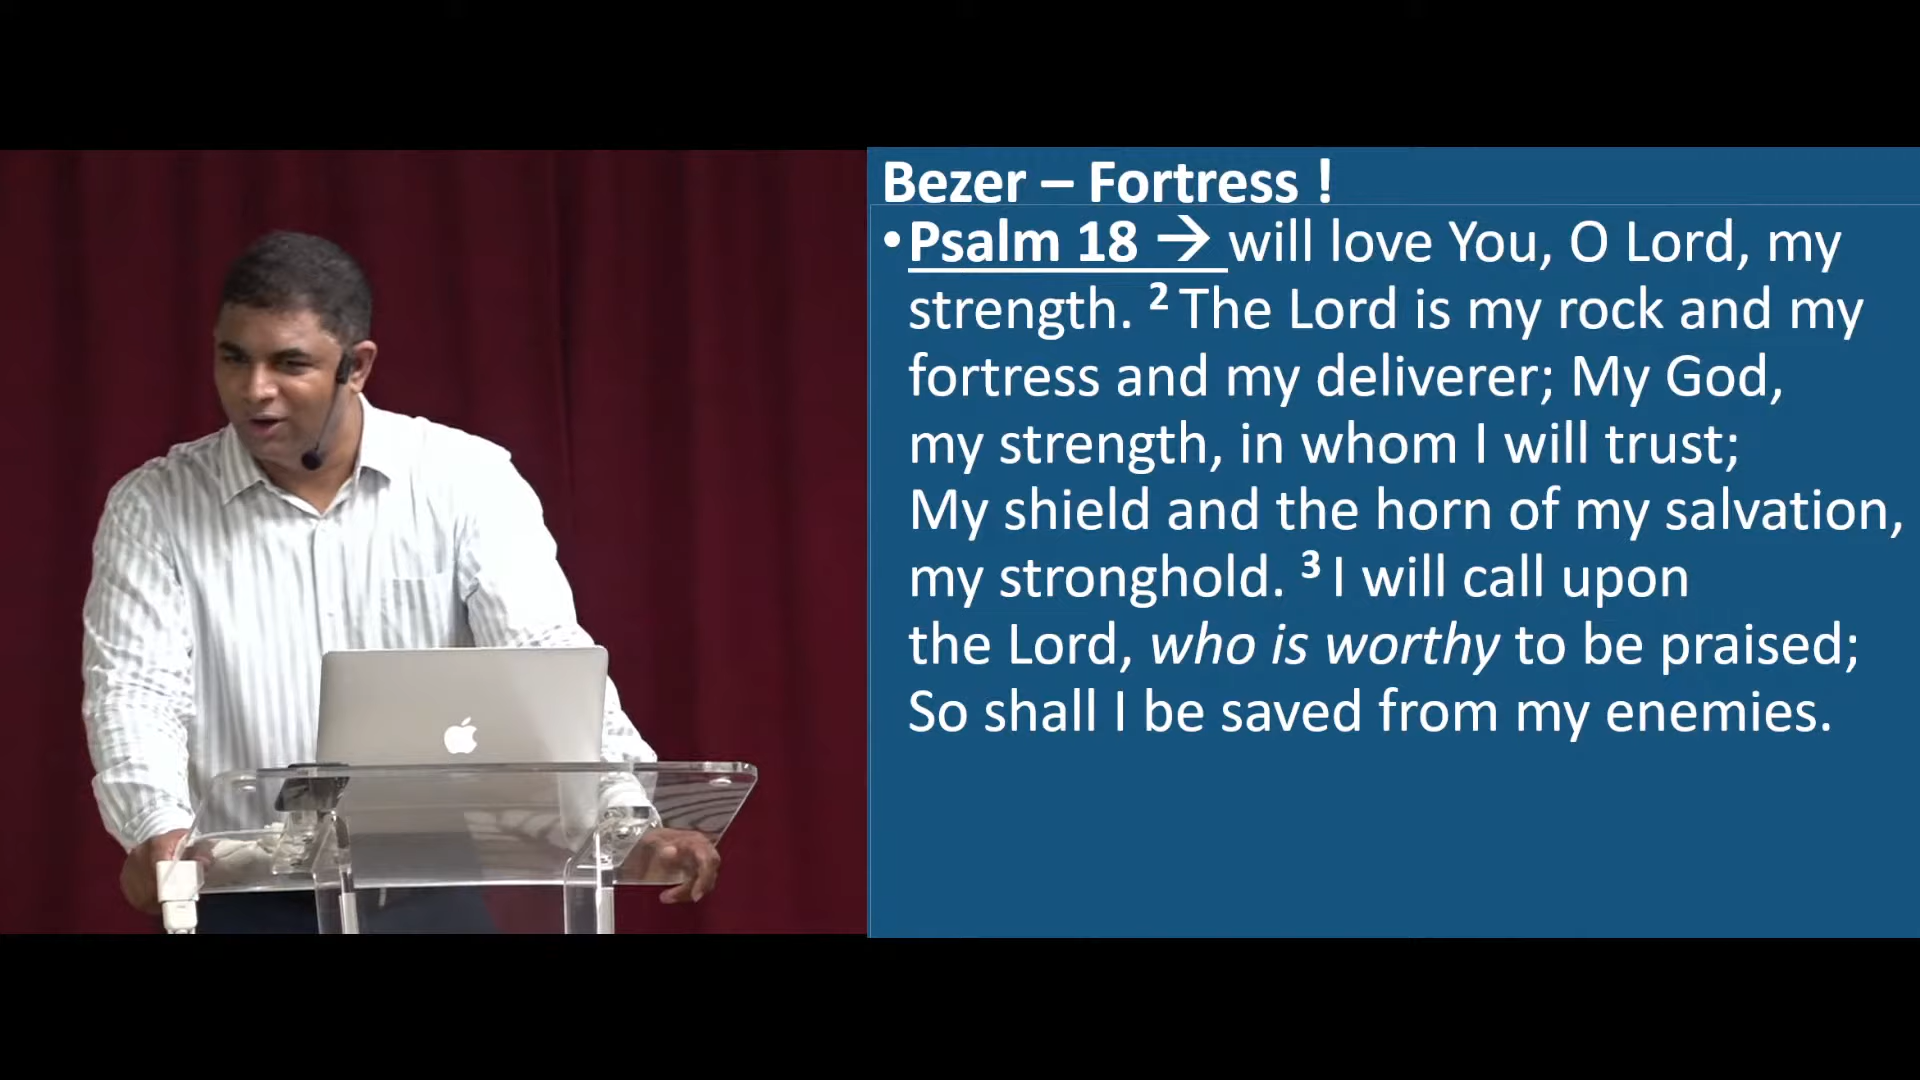 Bezer – Fortress !
•Psalm 18 → will love You, O Lord, my
strength. ² The Lord is my rock and my
fortress and my deliverer; My God,
my strength, in whom I will trust;
My shield and the horn of my salvation,
my stronghold. ³ I will call upon
the Lord, who is worthy to be praised;
So shall I be saved from my enemies.